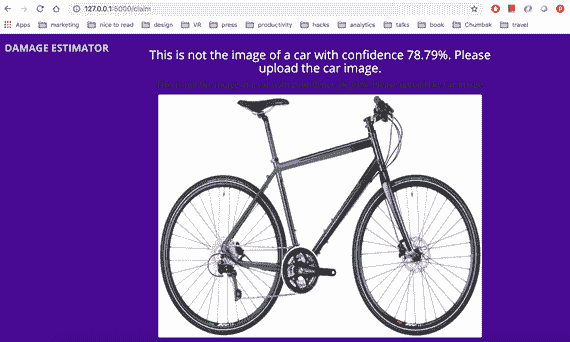 127.0.0.1:8000/claim
Apps marketing nice to read design VR press productivity hacks analytics talks book Chumbak travel
DAMAGE ESTIMATOR
This is not the image of a car with confidence 78.79%. Please
upload the car image.